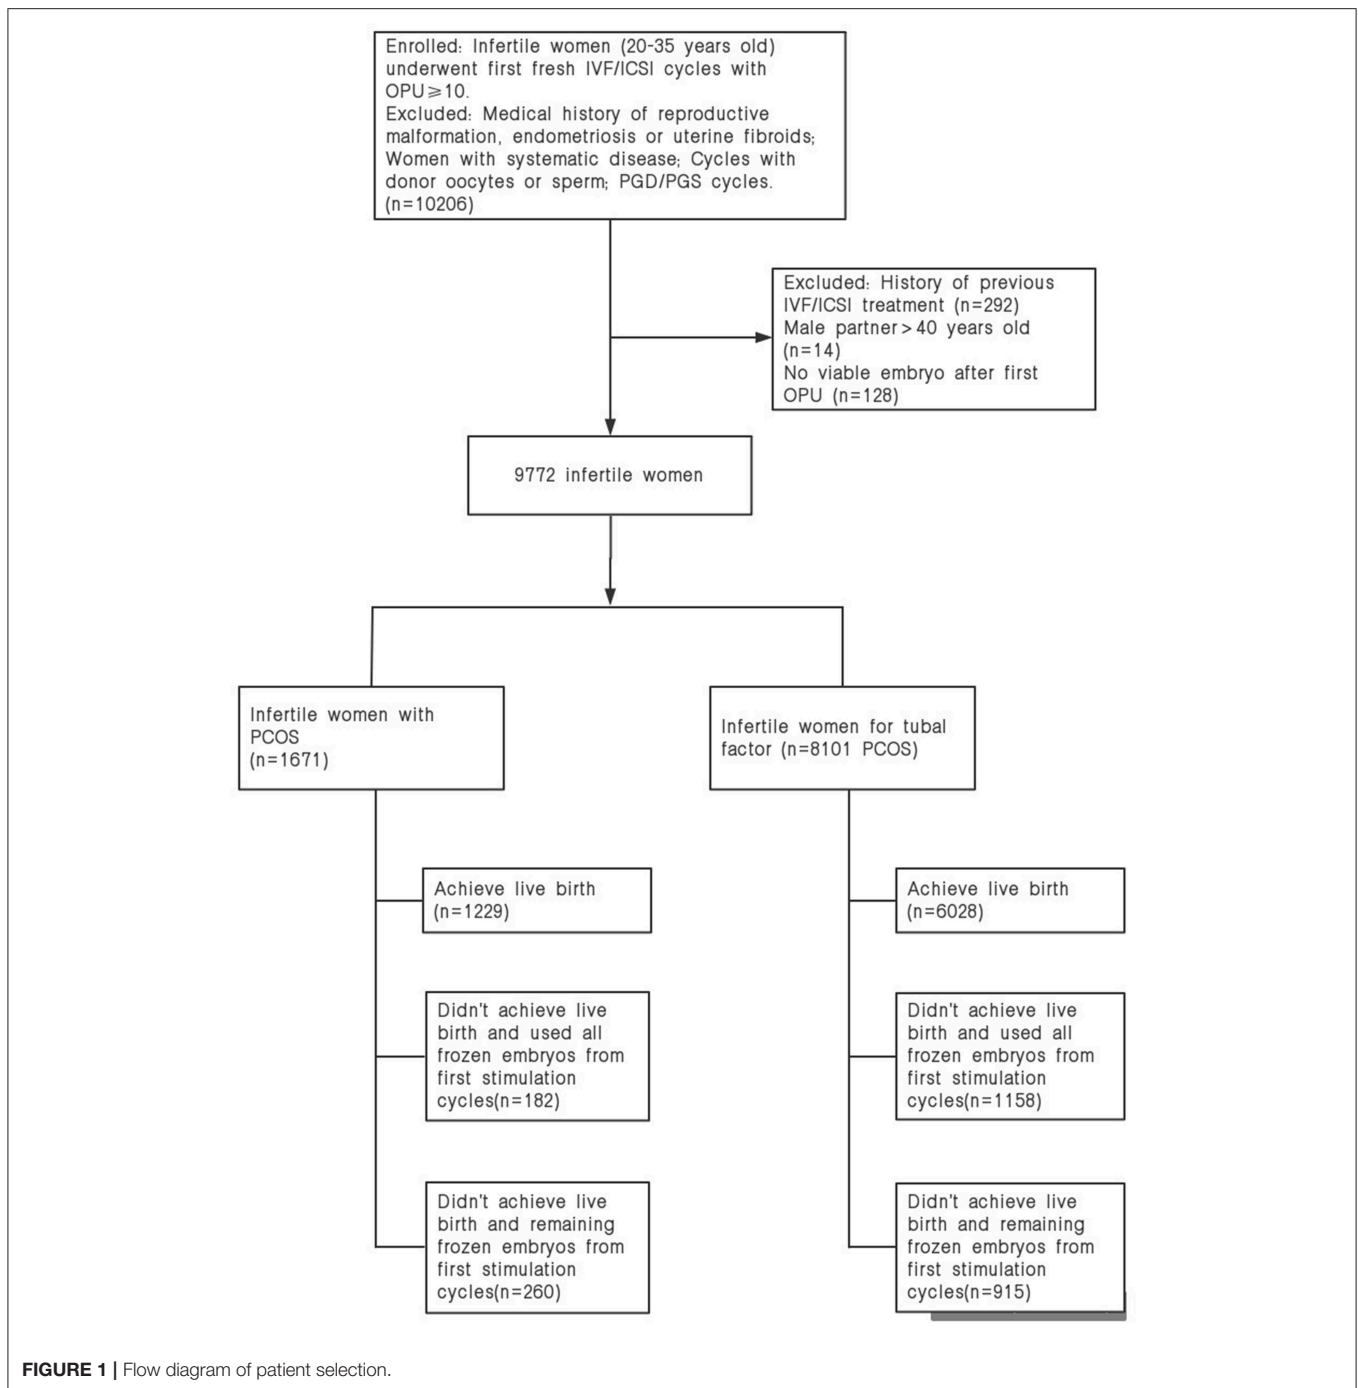 Enrolled: Infertile women (20-35 years old)
underwent first fresh IVF/ICSI cycles with
OPU⩾10.
Excluded: Medical history of reproductive
malformation, endometriosis or uterine fibroids;
Women with systematic disease; Cycles with
donor oocytes or sperm; PGD/PGS cycles.
(n=10206)
Excluded: History of previous
IVF/ICSI treatment (n=292)
Male partner > 40 years old
(n=14)
No viable embryo after first
OPU (n=128)
9772 infertile women
Infertile women with
PCOS
(n=1671)
Infertile women for tubal
factor (n=8101 PCOS)
Achieve live birth
(n=1229)
Achieve live birth
(n=6028)
Didn't achieve live
birth and used all
frozen embryos from
first stimulation
cycles(n=182)
Didn't achieve live
birth and used all
frozen embryos from
first stimulation
cycles(n=1158)
Didn't achieve live
birth and remaining
frozen embryos from
first stimulation
cycles(n=260)
Didn't achieve live
birth and remaining
frozen embryos from
first stimulation
cycles(n=915)
FIGURE 1 | Flow diagram of patient selection.